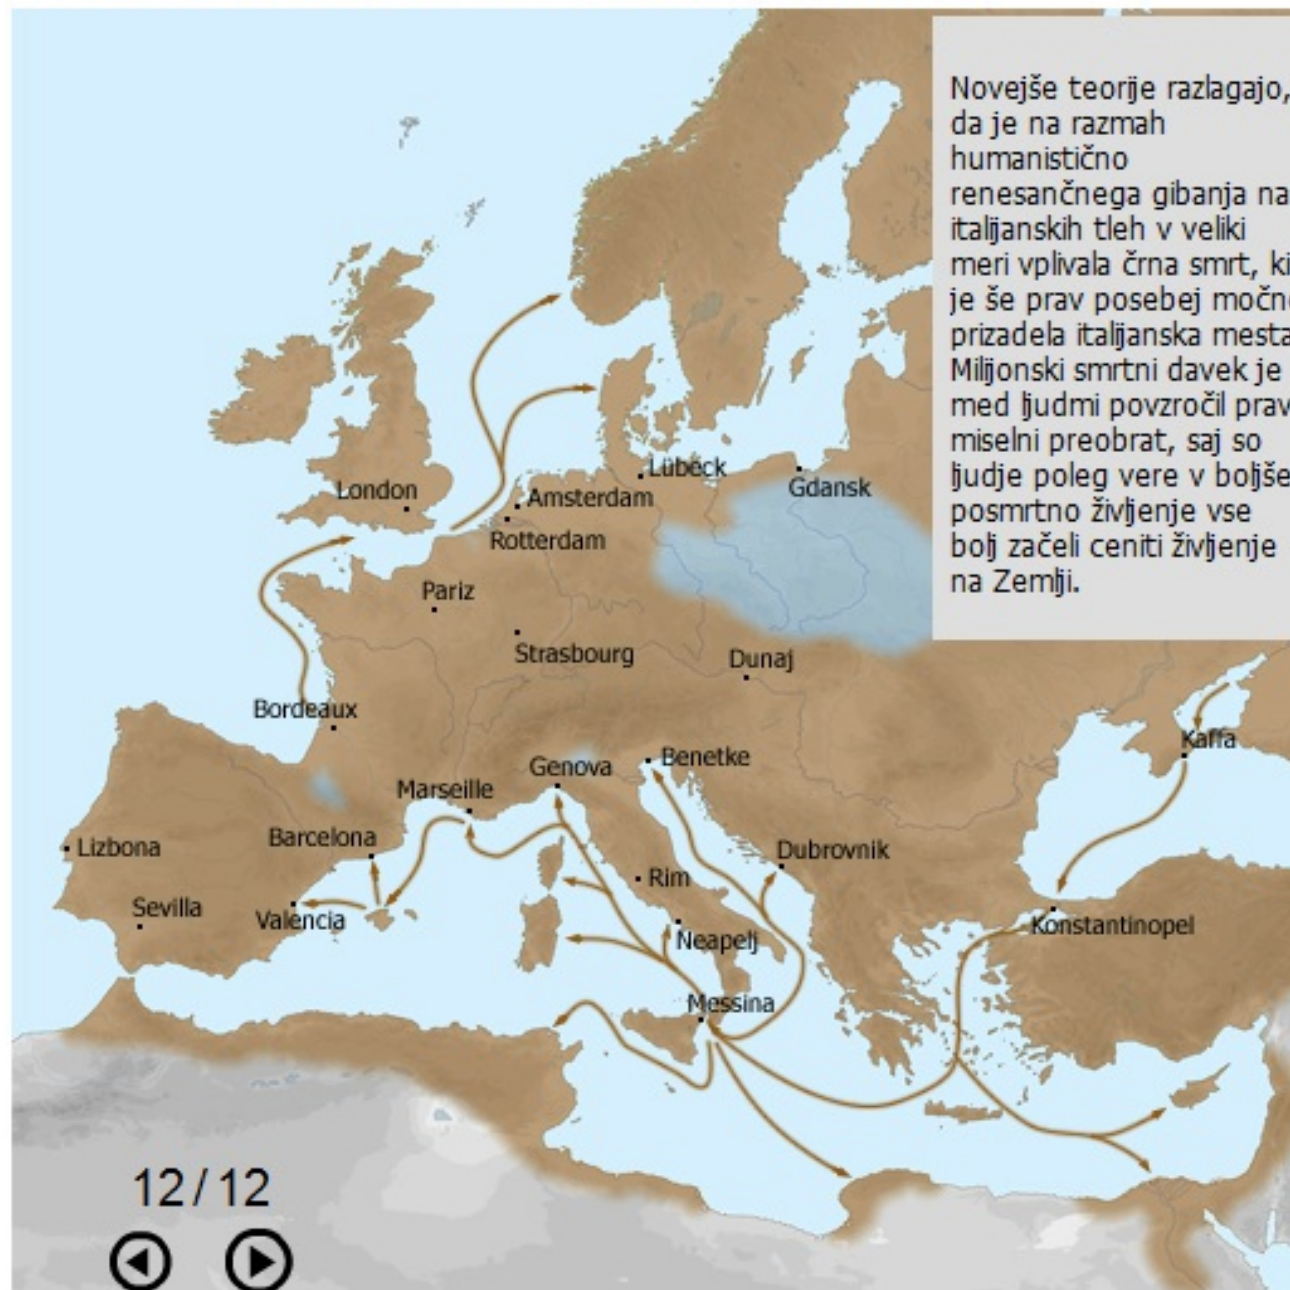 Novejše teorije razlagajo,
da je na razmah
humanistično
renesančnega gibanja na
italijanskih tleh v veliki
meri vplivala črna smrt, ki
je še prav posebej močno
prizadela italijanska mesta
Milijonski smrtni davek je
med ljudmi povzročil prav
miselni preobrat, saj so
ljudje poleg vere v boljše
posmrtno življenje vse
bolj začeli ceniti življenje
na Zemlji.
Lübeck
Gdansk
London
Amsterdam
Rotterdam
Pariz
Strasbourg
Dunaj
Bordeaux
Kaffa
Benetke
Genova
Marseille
Barcelona
Lizbona
Dubrovnik
Rim
Sevilla
Valencia
Neapelj
Konstantinopel
Messina
12 / 12